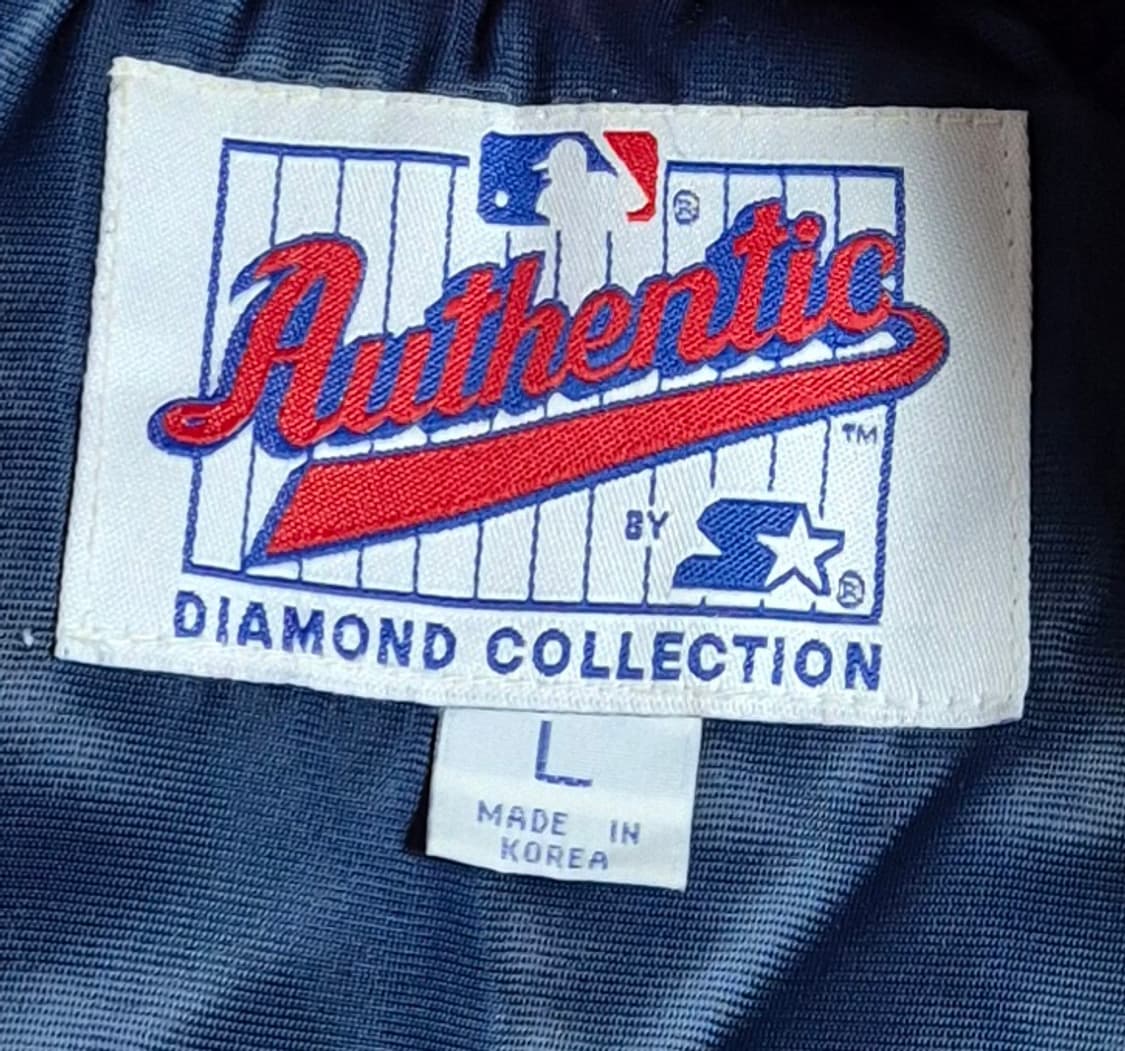 ®
Authentic
™
BY
®
DIAMOND COLLECTION
L
MADE IN
KOREA